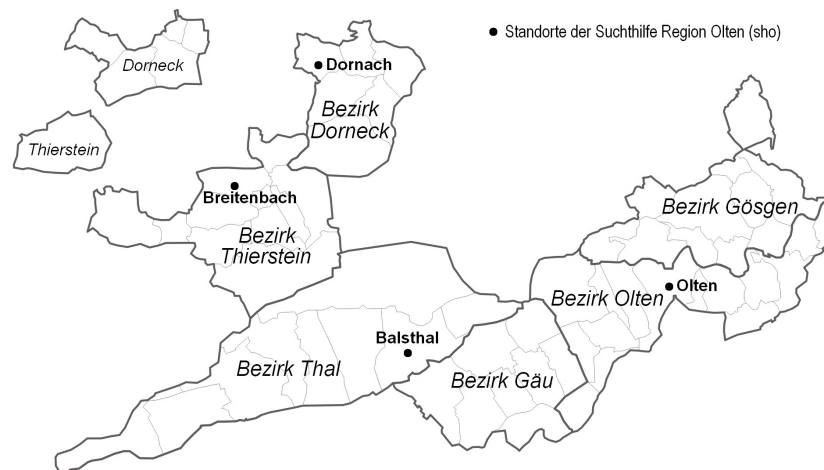 Standorte der Suchthilfe Region Olten (sho)
Dorneck
Dornach
Bezirk
Dorneck
Thierstein
Breitenbach
Bezirk
Thierstein
Bezirk Gösgen
Bezirk Olten
Olten
Balsthal
Bezirk Thal
Bezirk Gäu